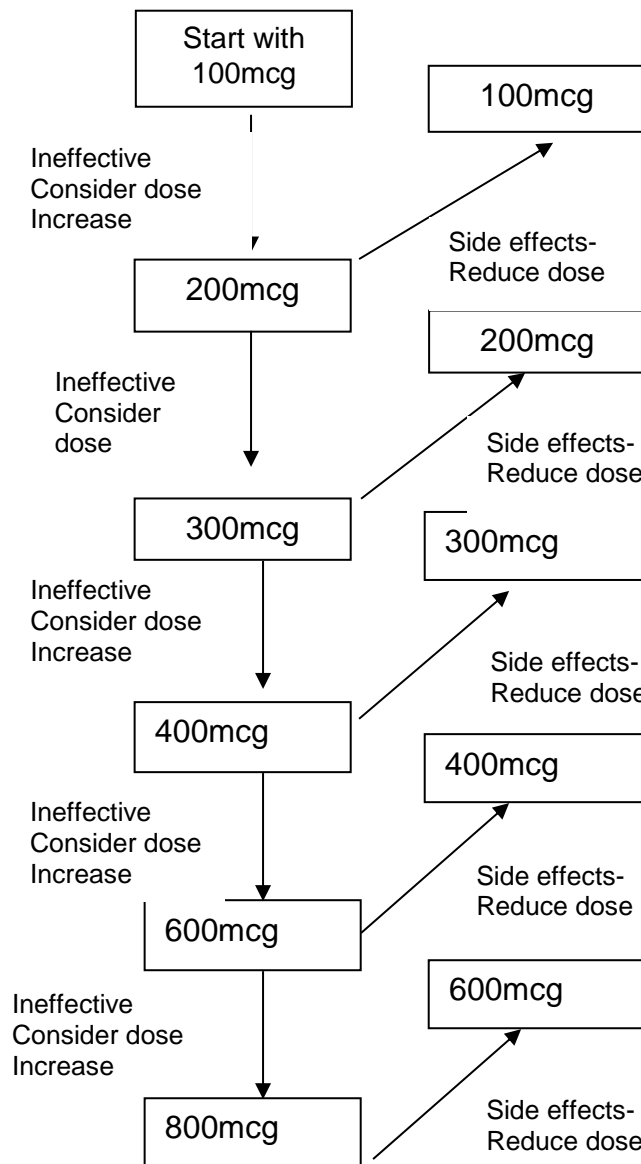 Start with
100mcg
100mcg
Ineffective
Consider dose
Increase
Side effects-
Reduce dose
200mcg
200mcg
Ineffective
Consider
dose
Side effects-
Reduce dose
300mcg
300mcg
Ineffective
Consider dose
Increase
Side effects-
Reduce dose
400mcg
400mcg
Ineffective
Consider dose
Increase
Side effects-
Reduce dose
600mcg
600mcg
Ineffective
Consider dose
Increase
Side effects-
Reduce dose
800mcg